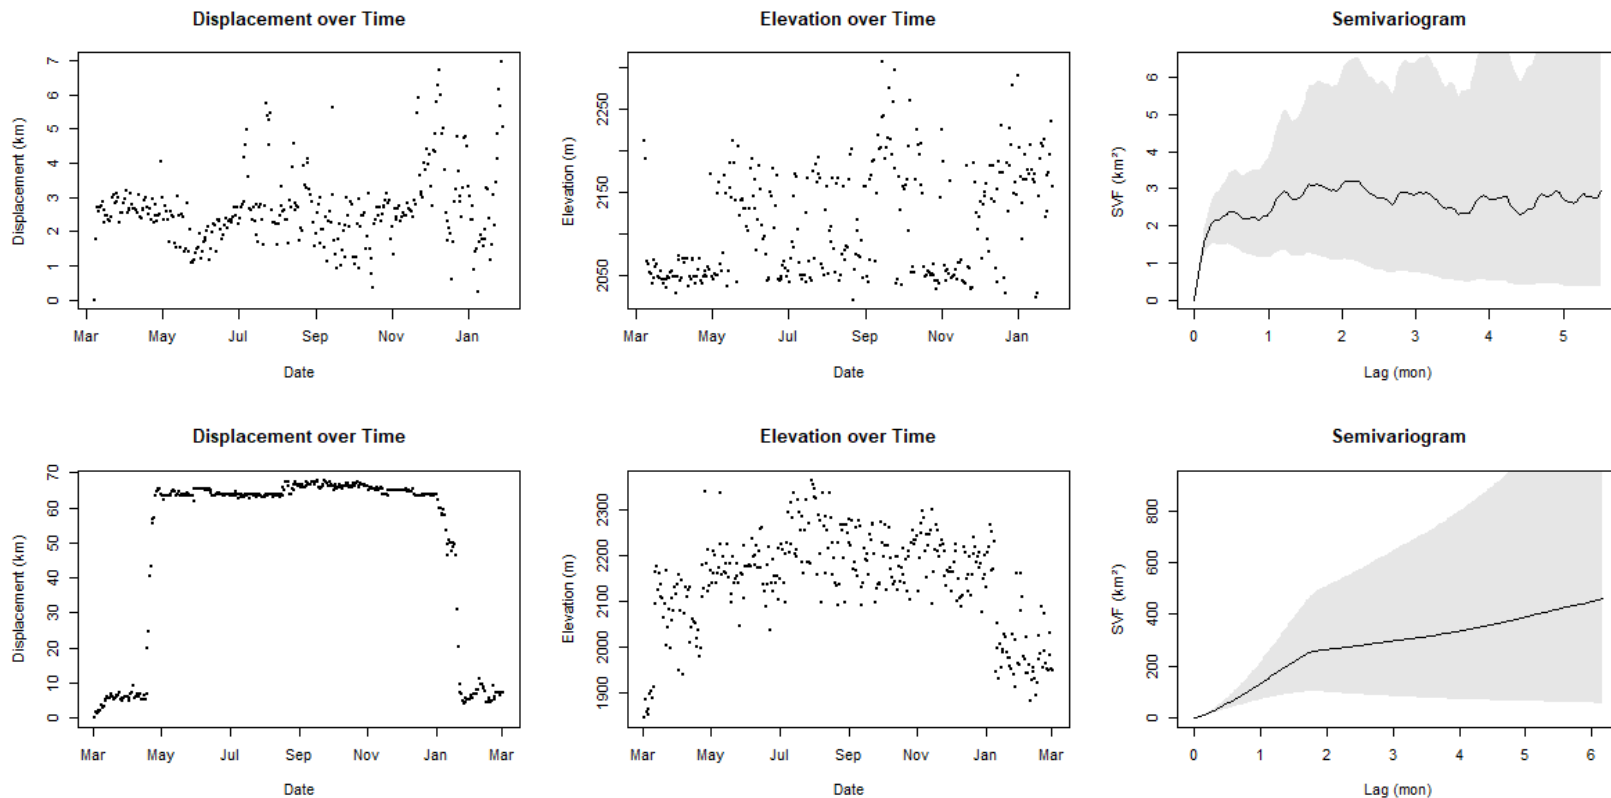 Displacement over Time
Elevation over Time
Semivariogram
Displacement (km)
0 1 2 3 4 5 6 7
Mar May Jul Sep Nov Jan
Date
Elevation (m)
2050 2150 2250
Mar May Jul Sep Nov Jan
Date
SVF (km²)
0 1 2 3 4 5 6
0 1 2 3 4 5
Lag (mon)
Displacement over Time
Elevation over Time
Semivariogram
Displacement (km)
0 10 20 30 40 50 60 70
Mar May Jul Sep Nov Jan Mar
Date
Elevation (m)
1900 2000 2100 2200 2300
Mar May Jul Sep Nov Jan Mar
Date
SVF (km²)
0 200 400 600 800
0 1 2 3 4 5 6
Lag (mon)